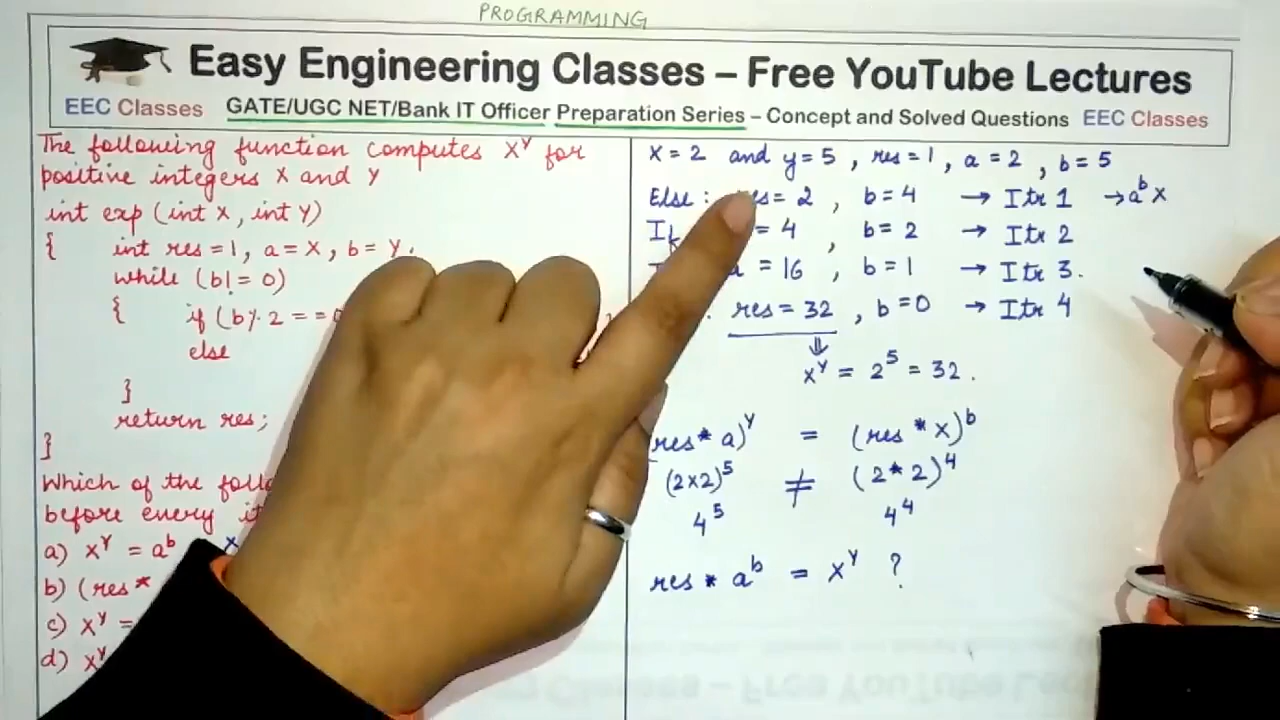 PROGRAMMING
Easy Engineering Classes – Free YouTube Lectures
EEC Classes GATE/UGC NET/Bank IT Officer Preparation Series – Concept and Solved Questions EEC Classes
The following function computes X^Y for
positive integers X and Y
int exp (int X, int Y)
{ int res=1, a=X, b=Y,
while (b!=0)
{ if (b%2==0
else
}
return res;
}
Which of the
before every
a) X^Y = a^b
b) (res*
c) X^Y =
d) X^Y
X=2 and y=5, res=1, a=2, b=5
Else: res=2, b=4 → Itr 1 → a^b X
If = 4, b=2 → Itr 2
= 16, b=1 → Itr 3.
res=32, b=0 → Itr 4
⇓
X^Y = 2^5 = 32.
res* a)^Y = (res * X)^b
(2×2)^5 ≠ (2*2)^4
4^5 4^4
res * a^b = X^Y ?